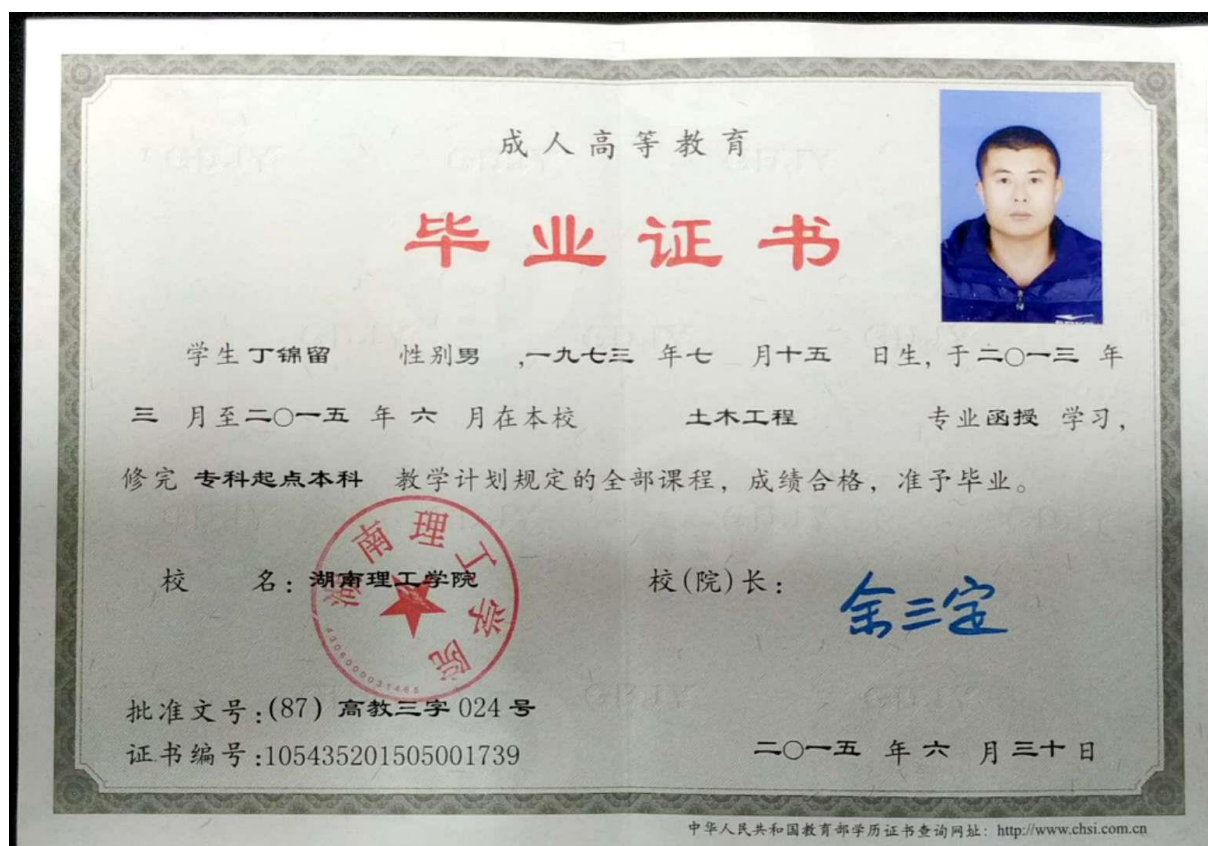 成人高等教育
毕业证书
学生丁锦留 性别男 ,一九七三 年七 月十五 日生, 于二〇一三 年
三 月至二〇一五 年 六 月在本校 土木工程 专业函授 学习,
修完 专科起点本科 教学计划规定的全部课程, 成绩合格, 准予毕业。
湖南理工学院
4306000031465
校 名: 湖南理工学院 校(院)长: 余三定
批准文号:(87) 高教三字 024 号
证书编号:105435201505001739 二〇一五 年 六 月 三十 日
中华人民共和国教育部学历证书查询网址: http://www.chsi.com.cn